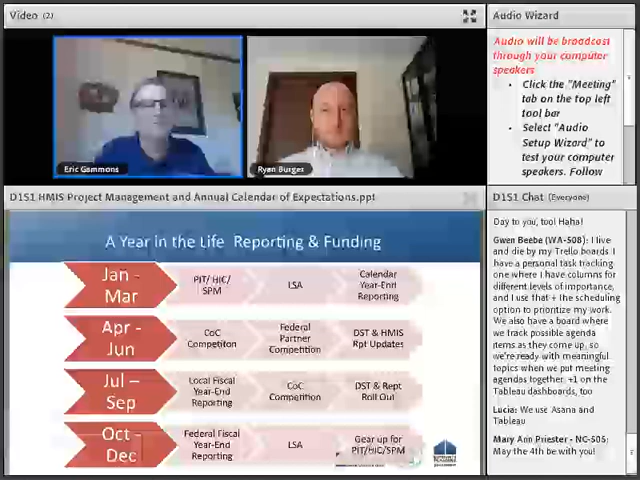 Video (2)
Eric Gammons
Ryan Burger
Audio Wizard
Audio will be broadcast
through your computer
speakers
• Click the "Meeting"
tab on the top left
tool bar
• Select "Audio
Setup Wizard" to
test your computer
speakers. Follow
D1S1 HMIS Project Management and Annual Calendar of Expectations.ppt
A Year in the Life Reporting & Funding
Jan -
Mar
PIT/ HIC/
SPM
LSA
Calendar
Year-End
Reporting
Apr -
Jun
CoC
Competiton
Federal
Partner
Competition
DST & HMIS
Rpt Updates
Jul –
Sep
Local Fiscal
Year-End
Reporting
CoC
Competition
DST & Rept
Roll Out
Oct -
Dec
Federal Fiscal
Year-End
Reporting
LSA
Gear up for
PIT/HIC/SPM
D1S1 Chat (Everyone)
Day to you, too! Haha!
Gwen Beebe (WA-508): I live
and die by my Trello boards. I
have a personal task tracking
one where I have columns for
different levels of importance,
and I use that + the scheduling
option to prioritize my work.
We also have a board where
we track possible agenda
items as they come up, so
we're ready with meaningful
topics when we put meeting
agendas together. +1 on the
Tableau dashboards, too
Lucia: We use Asana and
Tableau
Mary Ann Priester - NC-505:
May the 4th be with you!